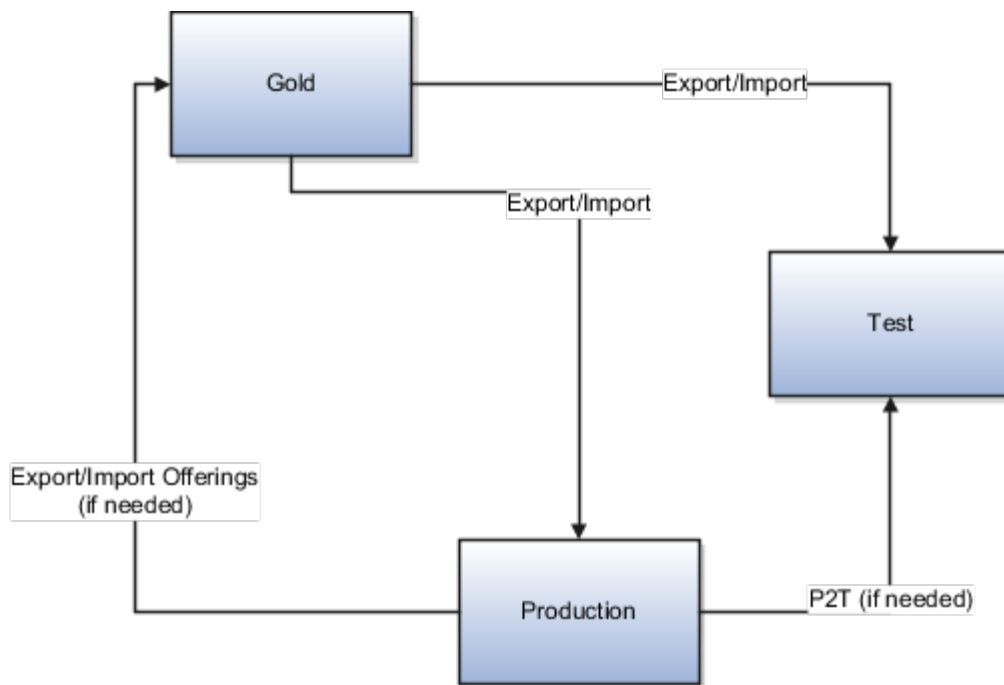 Gold
Export/Import
Export/Import
Test
Export/Import Offerings
(if needed)
Production
P2T (if needed)